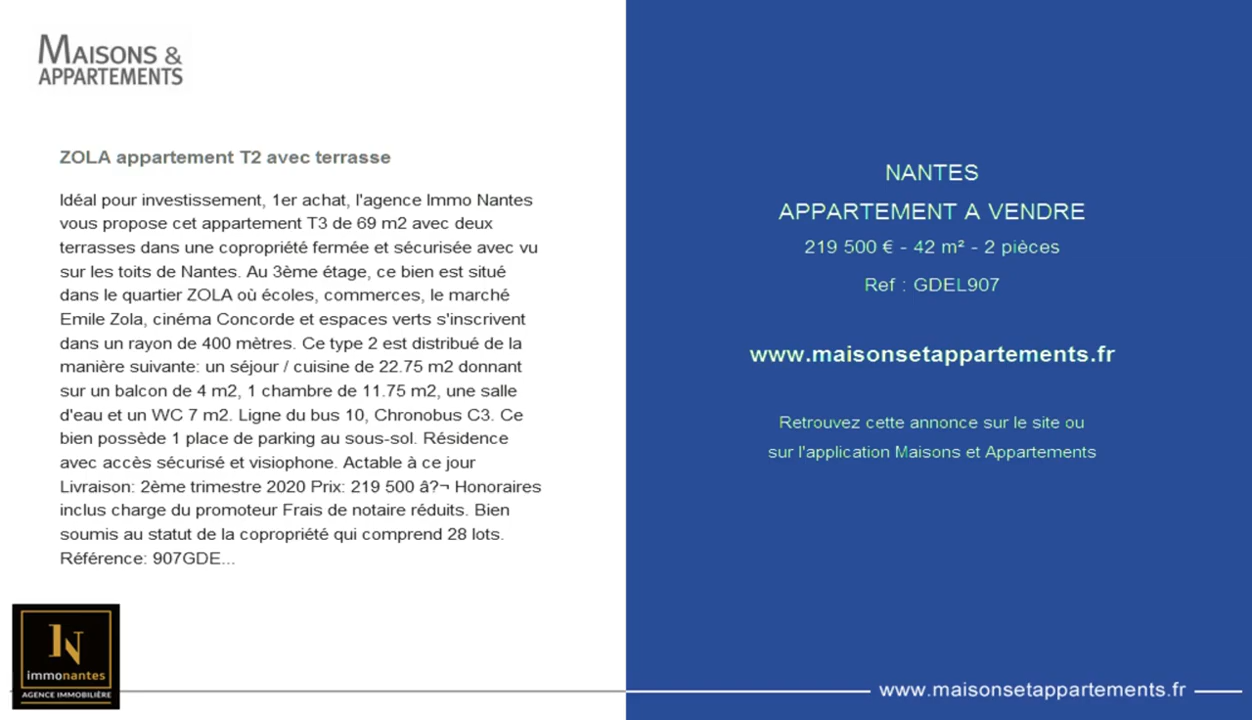 MAISONS &
APPARTEMENTS
ZOLA appartement T2 avec terrasse
Idéal pour investissement, 1er achat, l'agence Immo Nantes
vous propose cet appartement T3 de 69 m2 avec deux
terrasses dans une copropriété fermée et sécurisée avec vu
sur les toits de Nantes. Au 3ème étage, ce bien est situé
dans le quartier ZOLA où écoles, commerces, le marché
Emile Zola, cinéma Concorde et espaces verts s'inscrivent
dans un rayon de 400 mètres. Ce type 2 est distribué de la
manière suivante: un séjour / cuisine de 22.75 m2 donnant
sur un balcon de 4 m2, 1 chambre de 11.75 m2, une salle
d'eau et un WC 7 m2. Ligne du bus 10, Chronobus C3. Ce
bien possède 1 place de parking au sous-sol. Résidence
avec accès sécurisé et visiophone. Actable à ce jour
Livraison: 2ème trimestre 2020 Prix: 219 500 â?¬ Honoraires
inclus charge du promoteur Frais de notaire réduits. Bien
soumis au statut de la copropriété qui comprend 28 lots.
Référence: 907GDE...
IN
immonantes
AGENCE IMMOBILIÈRE
NANTES
APPARTEMENT A VENDRE
219 500 € - 42 m² - 2 pièces
Ref : GDEL907
www.maisonsetappartements.fr
Retrouvez cette annonce sur le site ou
sur l'application Maisons et Appartements
www.maisonsetappartements.fr